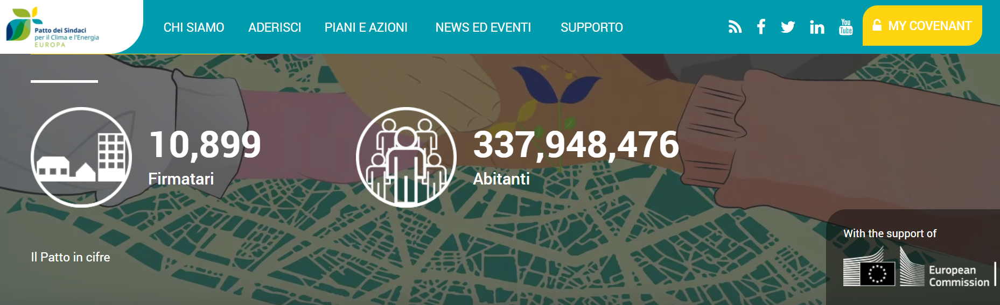 Patto dei Sindaci
per il Clima e l'Energia
EUROPA
CHI SIAMO
ADERISCI
PIANI E AZIONI
NEWS ED EVENTI
SUPPORTO
You
Tube
MY COVENANT
10,899
Firmatari
337,948,476
Abitanti
Il Patto in cifre
With the support of
European
Commission